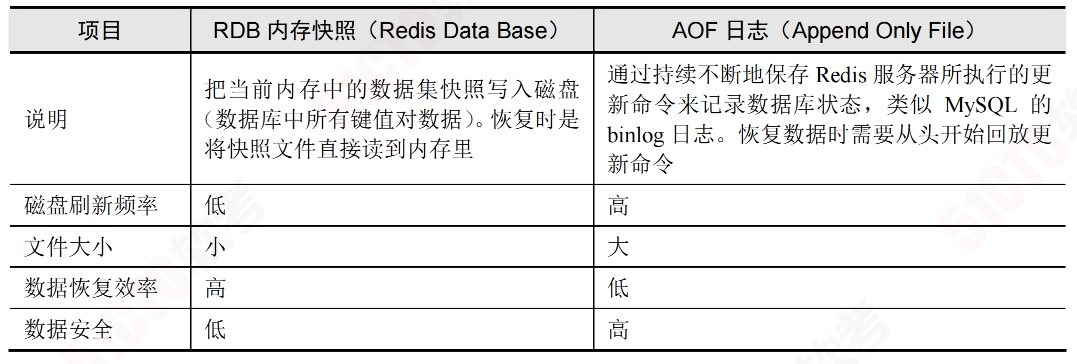 项目 RDB 内存快照（Redis Data Base） AOF 日志（Append Only File）
说明
把当前内存中的数据集快照写入磁盘
（数据库中所有键值对数据）。恢复时是
将快照文件直接读到内存里
通过持续不断地保存 Redis 服务器所执行的更
新命令来记录数据库状态，类似 MySQL 的
binlog 日志。恢复数据时需要从头开始回放更
新命令
磁盘刷新频率 低 高
文件大小 小 大
数据恢复效率 高 低
数据安全 低 高
51CTO软考